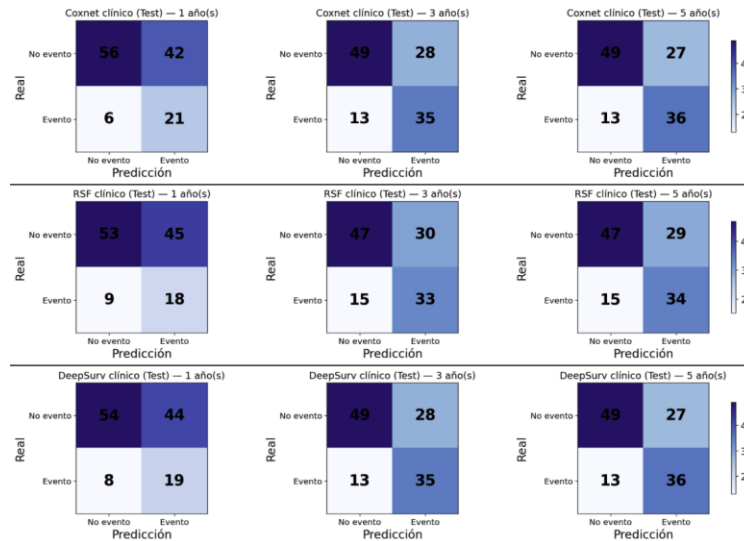 Coxnet clínico (Test) — 1 año(s)
Coxnet clínico (Test) — 3 año(s)
Coxnet clínico (Test) — 5 año(s)
Real
No evento
56 42
Evento
6 21
No evento Evento
Predicción
Real
No evento
49 28
Evento
13 35
No evento Evento
Predicción
Real
No evento
49 27
Evento
13 36
No evento Evento
Predicción
RSF clínico (Test) — 1 año(s)
RSF clínico (Test) — 3 año(s)
RSF clínico (Test) — 5 año(s)
Real
No evento
53 45
Evento
9 18
No evento Evento
Predicción
Real
No evento
47 30
Evento
15 33
No evento Evento
Predicción
Real
No evento
47 29
Evento
15 34
No evento Evento
Predicción
DeepSurv clínico (Test) — 1 año(s)
DeepSurv clínico (Test) — 3 año(s)
DeepSurv clínico (Test) — 5 año(s)
Real
No evento
54 44
Evento
8 19
No evento Evento
Predicción
Real
No evento
49 28
Evento
13 35
No evento Evento
Predicción
Real
No evento
49 27
Evento
13 36
No evento Evento
Predicción